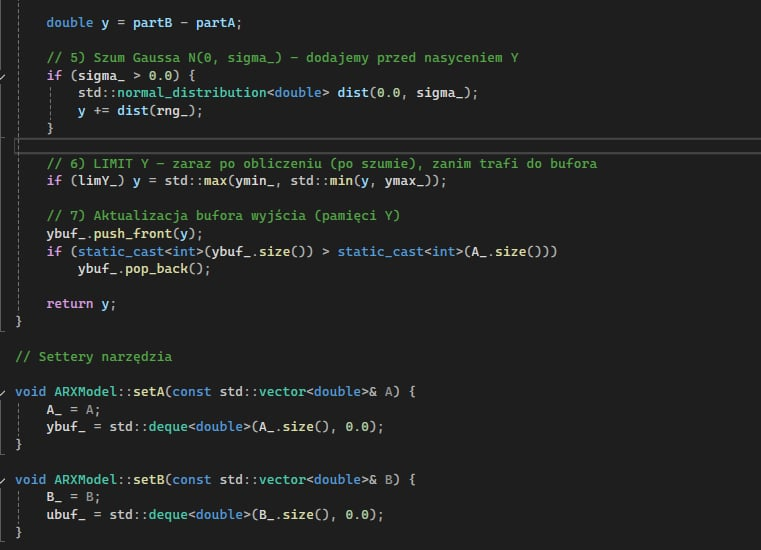 double y = partB - partA;
// 5) Szum Gaussa N(0, sigma_) – dodajemy przed nasyceniem Y
if (sigma_ > 0.0) {
std::normal_distribution<double> dist(0.0, sigma_);
y += dist(rng_);
}
// 6) LIMIT Y – zaraz po obliczeniu (po szumie), zanim trafi do bufora
if (limY_) y = std::max(ymin_, std::min(y, ymax_));
// 7) Aktualizacja bufora wyjścia (pamięci Y)
ybuf_.push_front(y);
if (static_cast<int>(ybuf_.size()) > static_cast<int>(A_.size()))
ybuf_.pop_back();
return y;
}
// Settery narzędzia
void ARXModel::setA(const std::vector<double>& A) {
A_ = A;
ybuf_ = std::deque<double>(A_.size(), 0.0);
}
void ARXModel::setB(const std::vector<double>& B) {
B_ = B;
ubuf_ = std::deque<double>(B_.size(), 0.0);
}